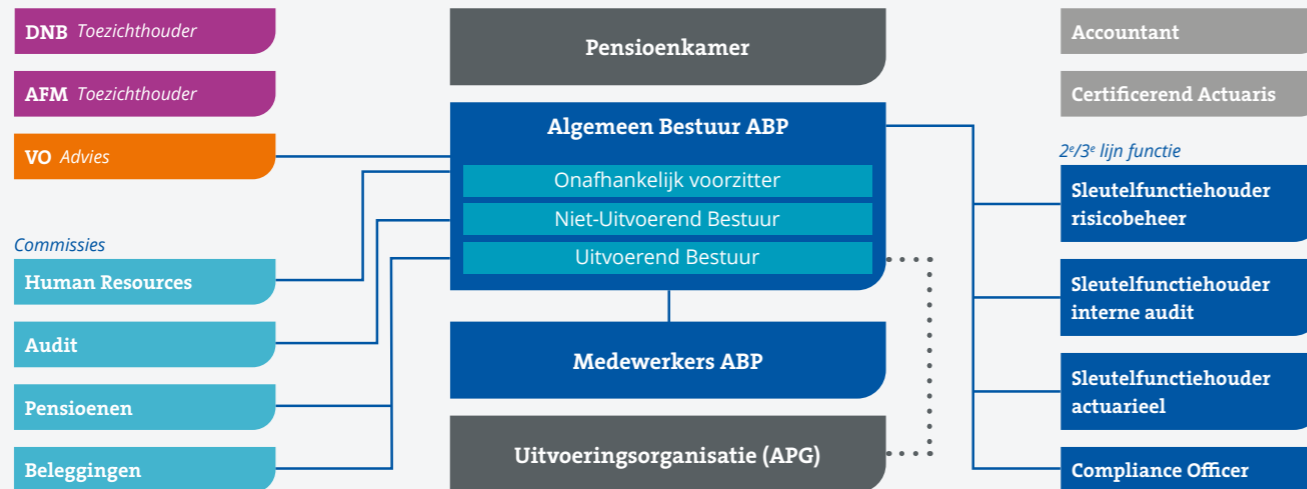 DNB Toezichthouder
AFM Toezichthouder
VO Advies
Commissies
Human Resources
Audit
Pensioenen
Beleggingen
Pensioenkamer
Algemeen Bestuur ABP
Onafhankelijk voorzitter
Niet-Uitvoerend Bestuur
Uitvoerend Bestuur
Medewerkers ABP
Uitvoeringsorganisatie (APG)
Accountant
Certificerend Actuaris
2ᵉ/3ᵉ lijn functie
Sleutelfunctiehouder
risicobeheer
Sleutelfunctiehouder
interne audit
Sleutelfunctiehouder
actuarieel
Compliance Officer